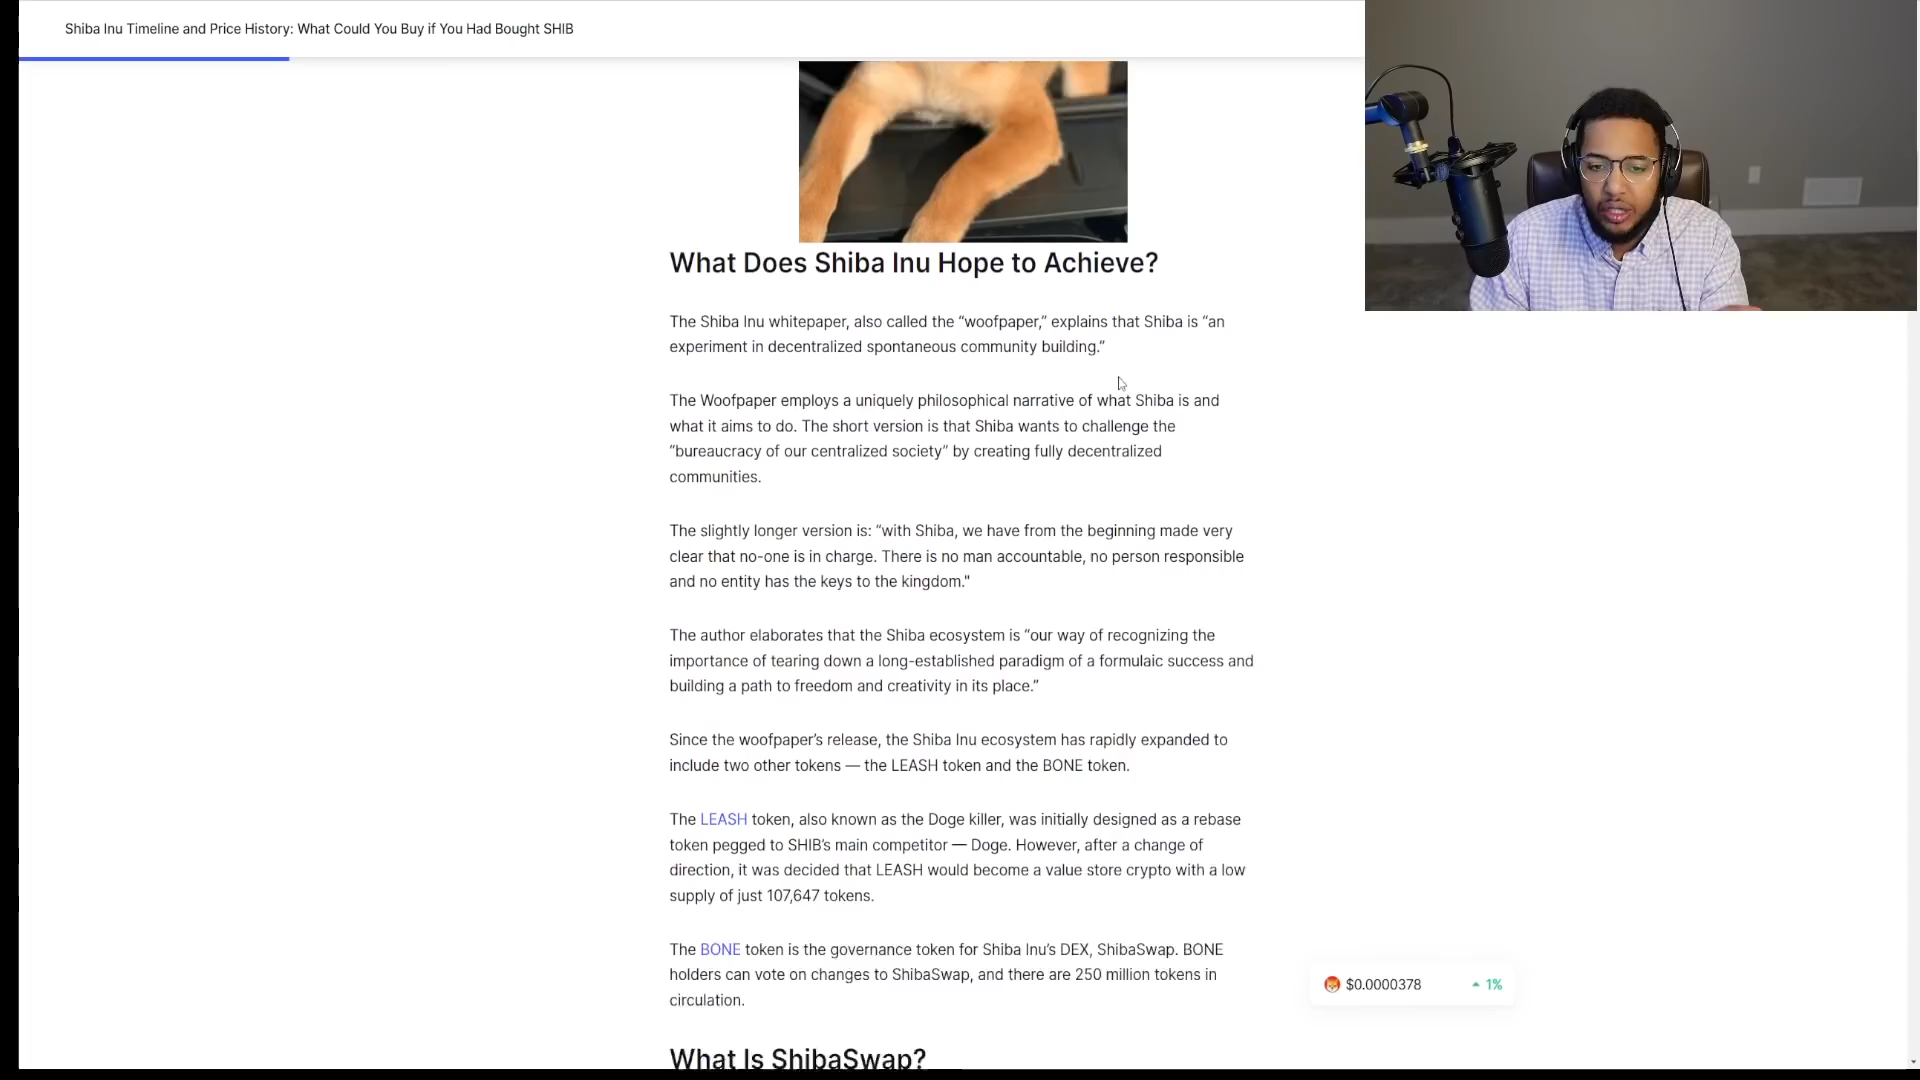 Shiba Inu Timeline and Price History: What Could You Buy if You Had Bought SHIB
What Does Shiba Inu Hope to Achieve?
The Shiba Inu whitepaper, also called the “woofpaper,” explains that Shiba is “an
experiment in decentralized spontaneous community building.”
The Woofpaper employs a uniquely philosophical narrative of what Shiba is and
what it aims to do. The short version is that Shiba wants to challenge the
“bureaucracy of our centralized society” by creating fully decentralized
communities.
The slightly longer version is: “with Shiba, we have from the beginning made very
clear that no-one is in charge. There is no man accountable, no person responsible
and no entity has the keys to the kingdom."
The author elaborates that the Shiba ecosystem is “our way of recognizing the
importance of tearing down a long-established paradigm of a formulaic success and
building a path to freedom and creativity in its place.”
Since the woofpaper’s release, the Shiba Inu ecosystem has rapidly expanded to
include two other tokens — the LEASH token and the BONE token.
The LEASH token, also known as the Doge killer, was initially designed as a rebase
token pegged to SHIB’s main competitor — Doge. However, after a change of
direction, it was decided that LEASH would become a value store crypto with a low
supply of just 107,647 tokens.
The BONE token is the governance token for Shiba Inu’s DEX, ShibaSwap. BONE
holders can vote on changes to ShibaSwap, and there are 250 million tokens in
circulation.
$0.0000378 1%
What Is ShibaSwap?